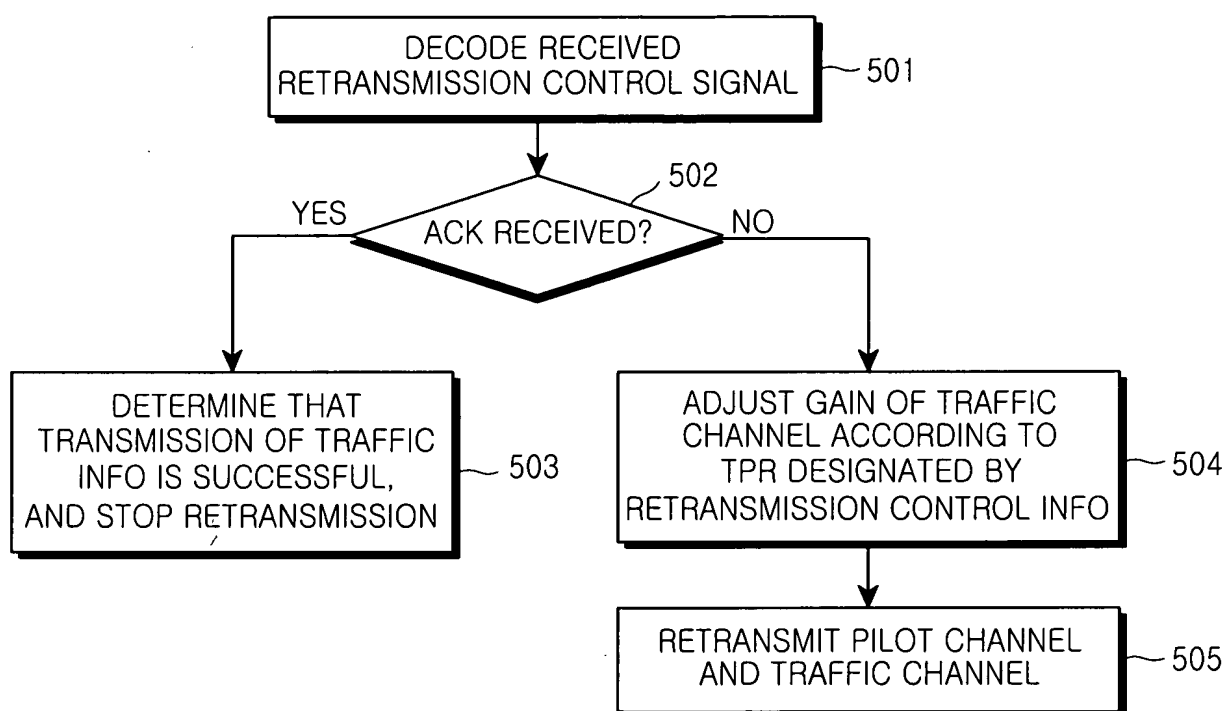 DECODE RECEIVED
RETRANSMISSION CONTROL SIGNAL
501
502
YES
ACK RECEIVED?
NO
DETERMINE THAT
TRANSMISSION OF TRAFFIC
INFO IS SUCCESSFUL,
AND STOP RETRANSMISSION
503
ADJUST GAIN OF TRAFFIC
CHANNEL ACCORDING TO
TPR DESIGNATED BY
RETRANSMISSION CONTROL INFO
504
RETRANSMIT PILOT CHANNEL
AND TRAFFIC CHANNEL
505